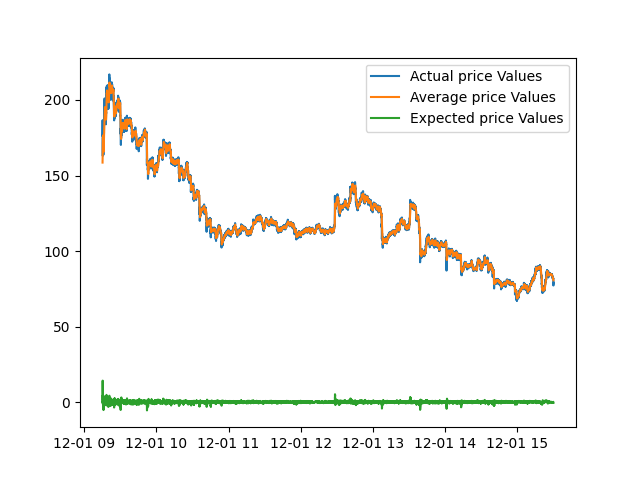 Actual price Values
Average price Values
Expected price Values
200
150
100
50
0
12-01 09 12-01 10 12-01 11 12-01 12 12-01 13 12-01 14 12-01 15